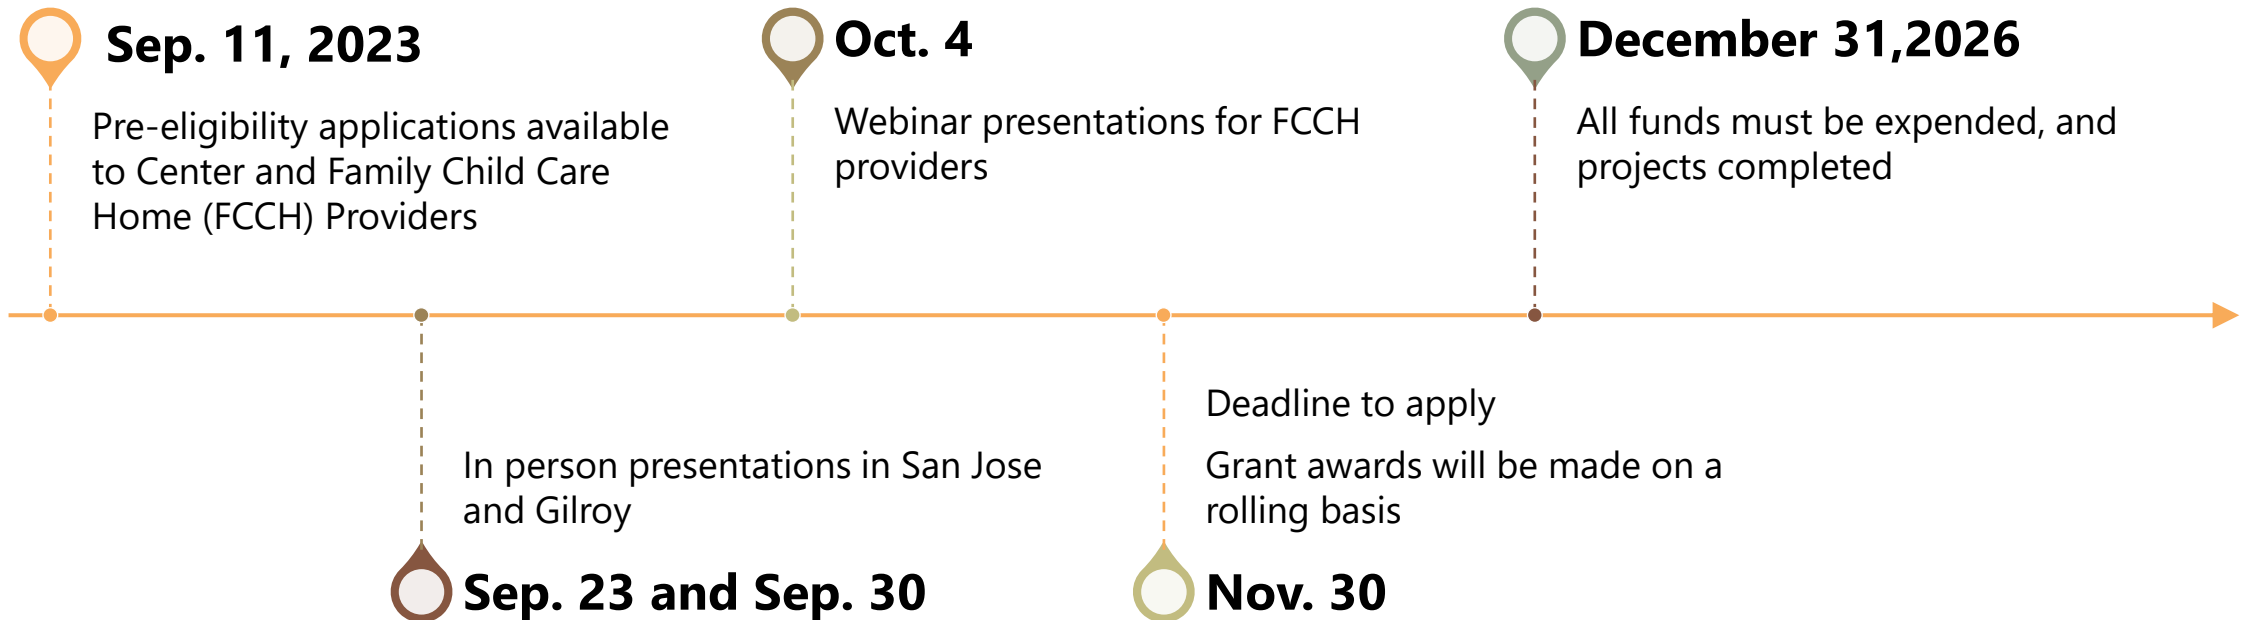 Sep. 11, 2023
Pre-eligibility applications available
to Center and Family Child Care
Home (FCCH) Providers
In person presentations in San Jose
and Gilroy
Sep. 23 and Sep. 30
Oct. 4
Webinar presentations for FCCH
providers
Deadline to apply
Grant awards will be made on a
rolling basis
Nov. 30
December 31,2026
All funds must be expended, and
projects completed